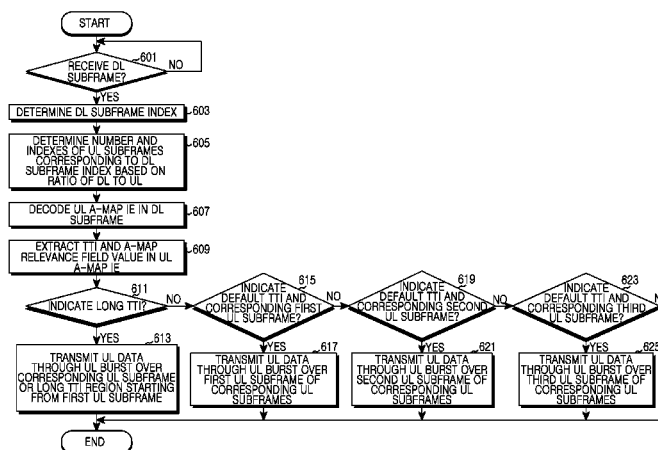 START
601
RECEIVE DL
SUBFRAME?
NO
YES
DETERMINE DL SUBFRAME INDEX
603
DETERMINE NUMBER AND
INDEXES OF UL SUBFRAMES
CORRESPONDING TO DL
SUBFRAME INDEX BASED ON
RATIO OF DL TO UL
605
DECODE UL A-MAP IE IN DL
SUBFRAME
607
EXTRACT TTI AND A-MAP
RELEVANCE FIELD VALUE IN UL
A-MAP IE
609
611
INDICATE LONG TTI?
NO
YES
613
TRANSMIT UL DATA
THROUGH UL BURST OVER
CORRESPONDING UL SUBFRAME
OR LONG TTI REGION STARTING
FROM FIRST UL SUBFRAME
615
INDICATE
DEFAULT TTI AND
CORRESPONDING FIRST
UL SUBFRAME?
NO
YES
617
TRANSMIT UL DATA
THROUGH UL BURST OVER
FIRST UL SUBFRAME OF
CORRESPONDING UL
SUBFRAMES
619
INDICATE
DEFAULT TTI AND
CORRESPONDING SECOND
UL SUBFRAME?
NO
YES
621
TRANSMIT UL DATA
THROUGH UL BURST OVER
SECOND UL SUBFRAME OF
CORRESPONDING UL
SUBFRAMES
623
INDICATE
DEFAULT TTI AND
CORRESPONDING THIRD
UL SUBFRAME?
YES
625
TRANSMIT UL DATA
THROUGH UL BURST OVER
THIRD UL SUBFRAME OF
CORRESPONDING UL
SUBFRAMES
END